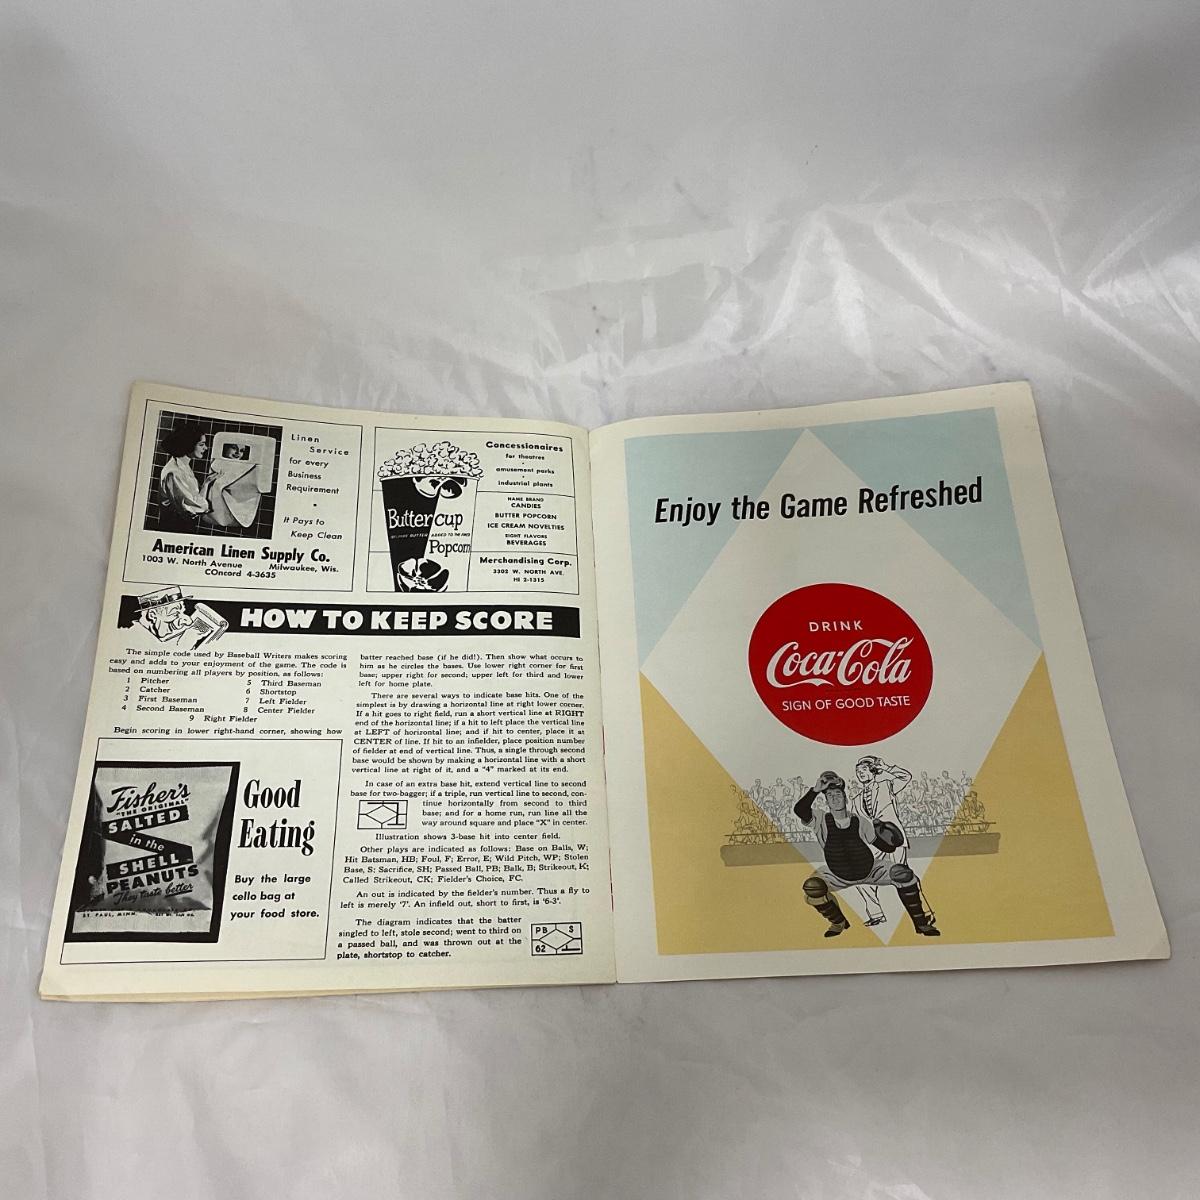 Linen
Service
for every
Business
Requirement
It Pays to
Keep Clean
American Linen Supply Co.
1003 W. North Avenue Milwaukee, Wis.
COncord 4-3635
Buttercup
Popcorn
Concessionaires
for theatres
amusement parks
industrial plants
NAME BRAND
CANDIES
BUTTER POPCORN
ICE CREAM NOVELTIES
EIGHT FLAVORS
BEVERAGES
Merchandising Corp.
3302 W. NORTH AVE.
HI 2-1315
HOW TO KEEP SCORE
The simple code used by Baseball Writers makes scoring
easy and adds to your enjoyment of the game. The code is
based on numbering all players by position, as follows:
1 Pitcher 5 Third Baseman
2 Catcher 6 Shortstop
3 First Baseman 7 Left Fielder
4 Second Baseman 8 Center Fielder
9 Right Fielder
Begin scoring in lower right-hand corner, showing how
Fisher's
"THE ORIGINAL"
SALTED
in the
SHELL
PEANUTS
They taste better
ST. PAUL, MINN.
Good
Eating
Buy the large
cello bag at
your food store.
batter reached base (if he did!). Then show what occurs to
him as he circles the bases. Use lower right corner for first
base; upper right for second; upper left for third and lower
left for home plate.
There are several ways to indicate base hits. One of the
simplest is by drawing a horizontal line at right lower corner.
If a hit goes to right field, run a short vertical line at RIGHT
end of the horizontal line; if a hit to left place the vertical line
at LEFT of horizontal line; and if hit to center, place it at
CENTER of line. If hit to an infielder, place position number
of fielder at end of vertical line. Thus, a single through second
base would be shown by making a horizontal line with a short
vertical line at right of it, and a "4" marked at its end.
In case of an extra base hit, extend vertical line to second
base for two-bagger; if a triple, run vertical line to second, con-
tinue horizontally from second to third
base; and for a home run, run line all the
way around square and place "X" in center.
Illustration shows 3-base hit into center field.
Other plays are indicated as follows: Base on Balls, W;
Hit Batsman, HB; Foul, F; Error, E; Wild Pitch, WP; Stolen
Base, S: Sacrifice, SH; Passed Ball, PB; Balk, B; Strikeout, K;
Called Strikeout, CK; Fielder's Choice, FC.
An out is indicated by the fielder's number. Thus a fly to
left is merely '7'. An infield out, short to first, is '6-3'.
The diagram indicates that the batter
singled to left, stole second; went to third on
a passed ball, and was thrown out at the
plate, shortstop to catcher.
PB S
62
Enjoy the Game Refreshed
DRINK
Coca-Cola
SIGN OF GOOD TASTE